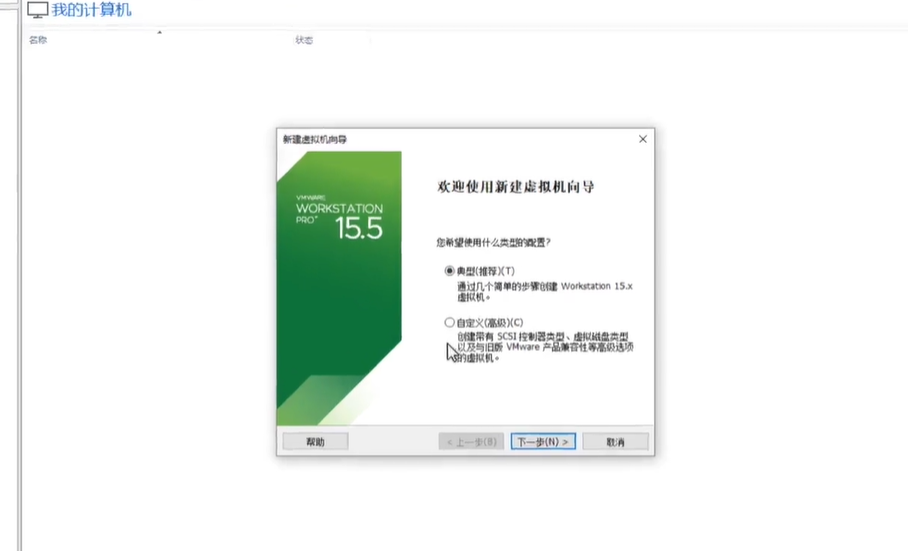 我的计算机
名称
状态
新建虚拟机向导
VMWARE
WORKSTATION
PRO™
15.5
欢迎使用新建虚拟机向导
您希望使用什么类型的配置?
典型(推荐)(T)
通过几个简单的步骤创建 Workstation 15.x
虚拟机。
自定义(高级)(C)
创建带有 SCSI 控制器类型、虚拟磁盘类型
以及与旧版 VMware 产品兼容性等高级选项
的虚拟机。
帮助
< 上一步(B)
下一步(N) >
取消